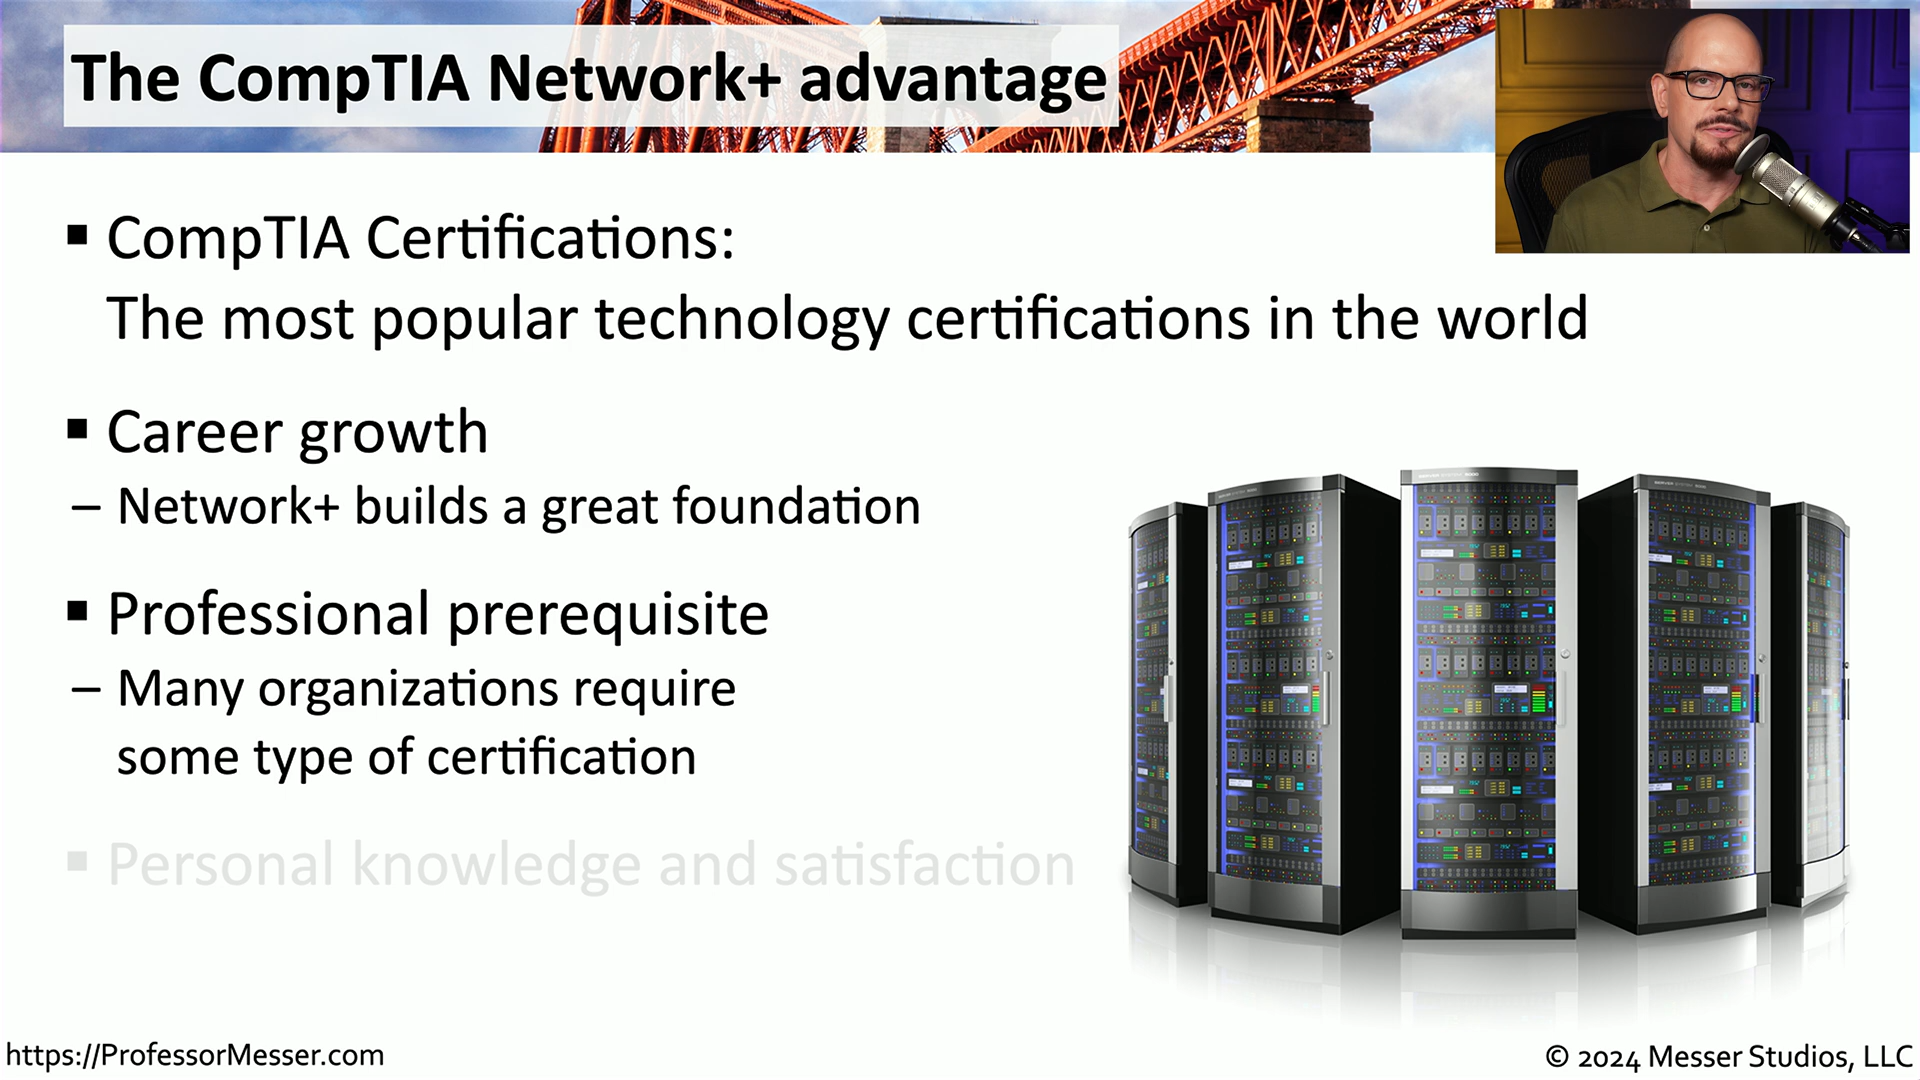 The CompTIA Network+ advantage
▪ CompTIA Certifications:
The most popular technology certifications in the world
▪ Career growth
– Network+ builds a great foundation
▪ Professional prerequisite
– Many organizations require
some type of certification
▪ Personal knowledge and satisfaction
https://ProfessorMesser.com
© 2024 Messer Studios, LLC